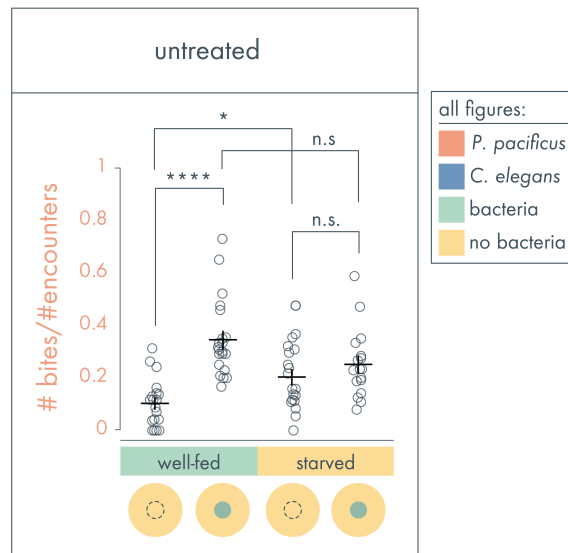 untreated
all figures:
P. pacificus
C. elegans
bacteria
no bacteria
*
n.s
****
n.s.
# bites/#encounters
1
0.8
0.6
0.4
0.2
0
well-fed
starved